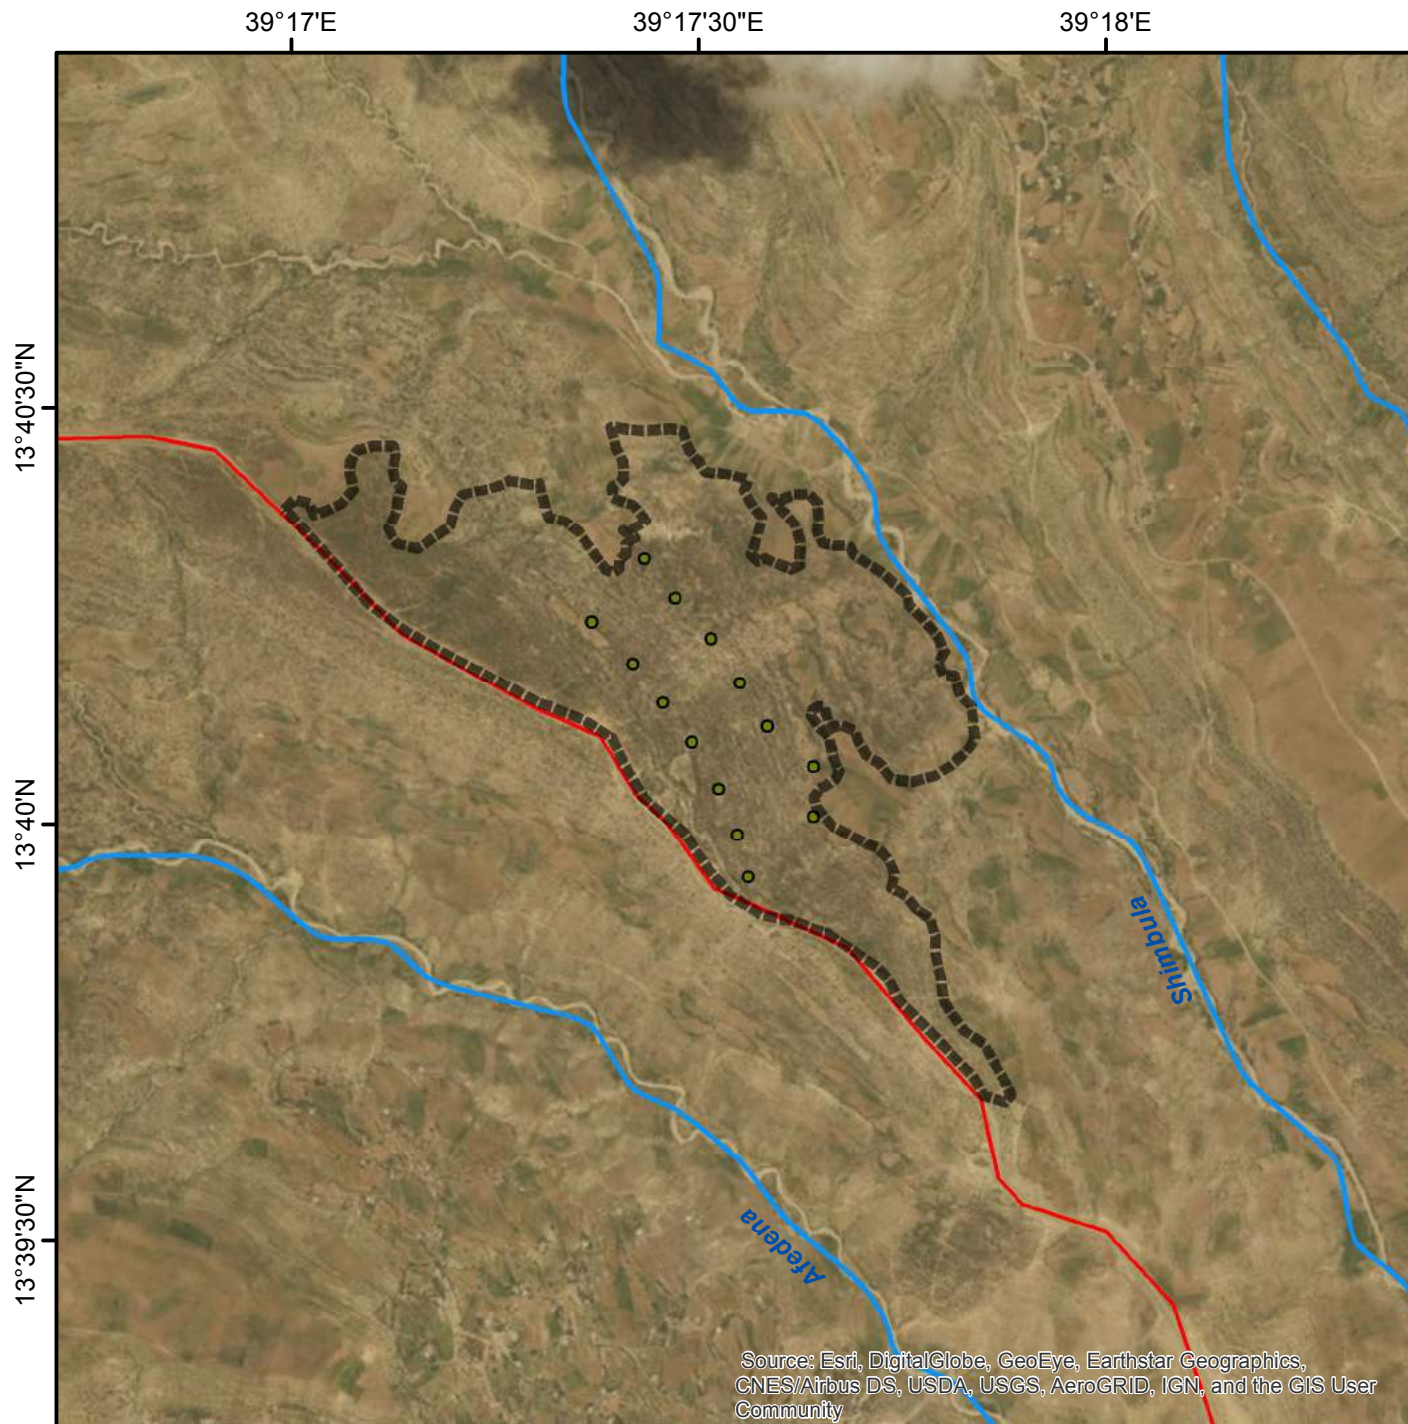 39°17'E
39°17'30"E
39°18'E
13°40'30"N
13°40'N
13°39'30"N
Shimbula
Afedena
Source: Esri, DigitalGlobe, GeoEye, Earthstar Geographics,
CNES/Airbus DS, USDA, USGS, AeroGRID, IGN, and the GIS User
Community